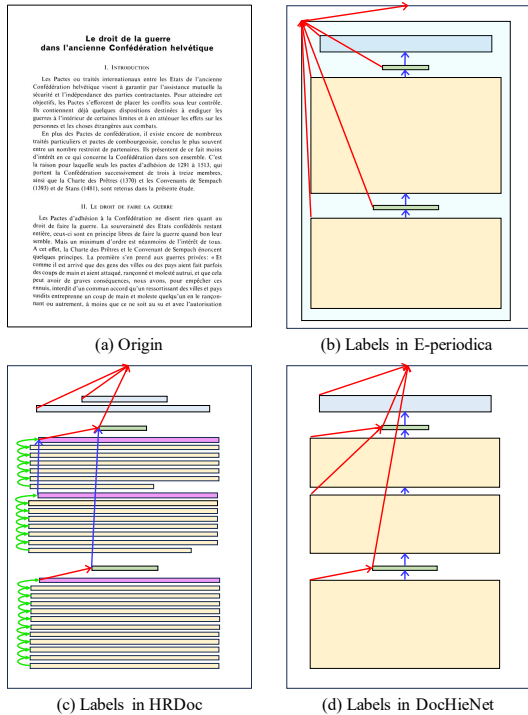 Le droit de la guerre
dans l'ancienne Confédération helvétique
I. Introduction
Les Pactes ou traités internationaux entre les Etats de l'ancienne
Confédération helvétique visent à garantir par l'assistance mutuelle la
sécurité et l'indépendance des parties contractantes. Pour atteindre cet
objectifs, les Pactes s'efforcent de placer les conflits sous leur contrôle.
Ils contiennent déjà quelques dispositions destinées à endiguer les
guerres à l'intérieur de certaines limites et à en atténuer les effets sur les
personnes et les choses étrangères aux combats.
En plus des Pactes de confédération, il existe encore de nombreux
traités particuliers et pactes de combourgeoisie, conclus le plus souvent
entre un nombre restreint de partenaires. Ils présentent de ce fait moins
d'intérêt en ce qui concerne la Confédération dans son ensemble. C'est
la raison pour laquelle seuls les pactes d'adhésion de 1291 à 1513, qui
portent la Confédération successivement de trois à treize membres,
ainsi que la Charte des Prêtres (1370) et les Convenants de Sempach
(1393) et de Stans (1481), sont retenus dans la présente étude.
II. Le droit de faire la guerre
Les Pactes d'adhésion à la Confédération ne disent rien quant au
droit de faire la guerre. La souveraineté des Etats confédérés restant
entière, ceux-ci sont en principe libres de faire la guerre quand bon leur
semble. Mais un minimum d'ordre est néanmoins de l'intérêt de tous.
A cet effet, la Charte des Prêtres et le Convenant de Sempach énoncent
quelques principes. La première s'en prend aux guerres privées: «Et
comme il est arrivé que des gens des villes ou des pays aient fait parfois
des coups de main et aient attaqué, rançonné et molesté autrui, et que cela
peut avoir de graves conséquences, nous avons, pour empêcher ces
ennuis, interdit d'un commun accord qu'un ressortissant des villes et pays
susdits entreprenne un coup de main et moleste quelqu'un en le rançon-
nant ou autrement, à moins que ce ne soit au su et avec l'autorisation
(a) Origin
(b) Labels in E-periodica
(c) Labels in HRDoc
(d) Labels in DocHieNet